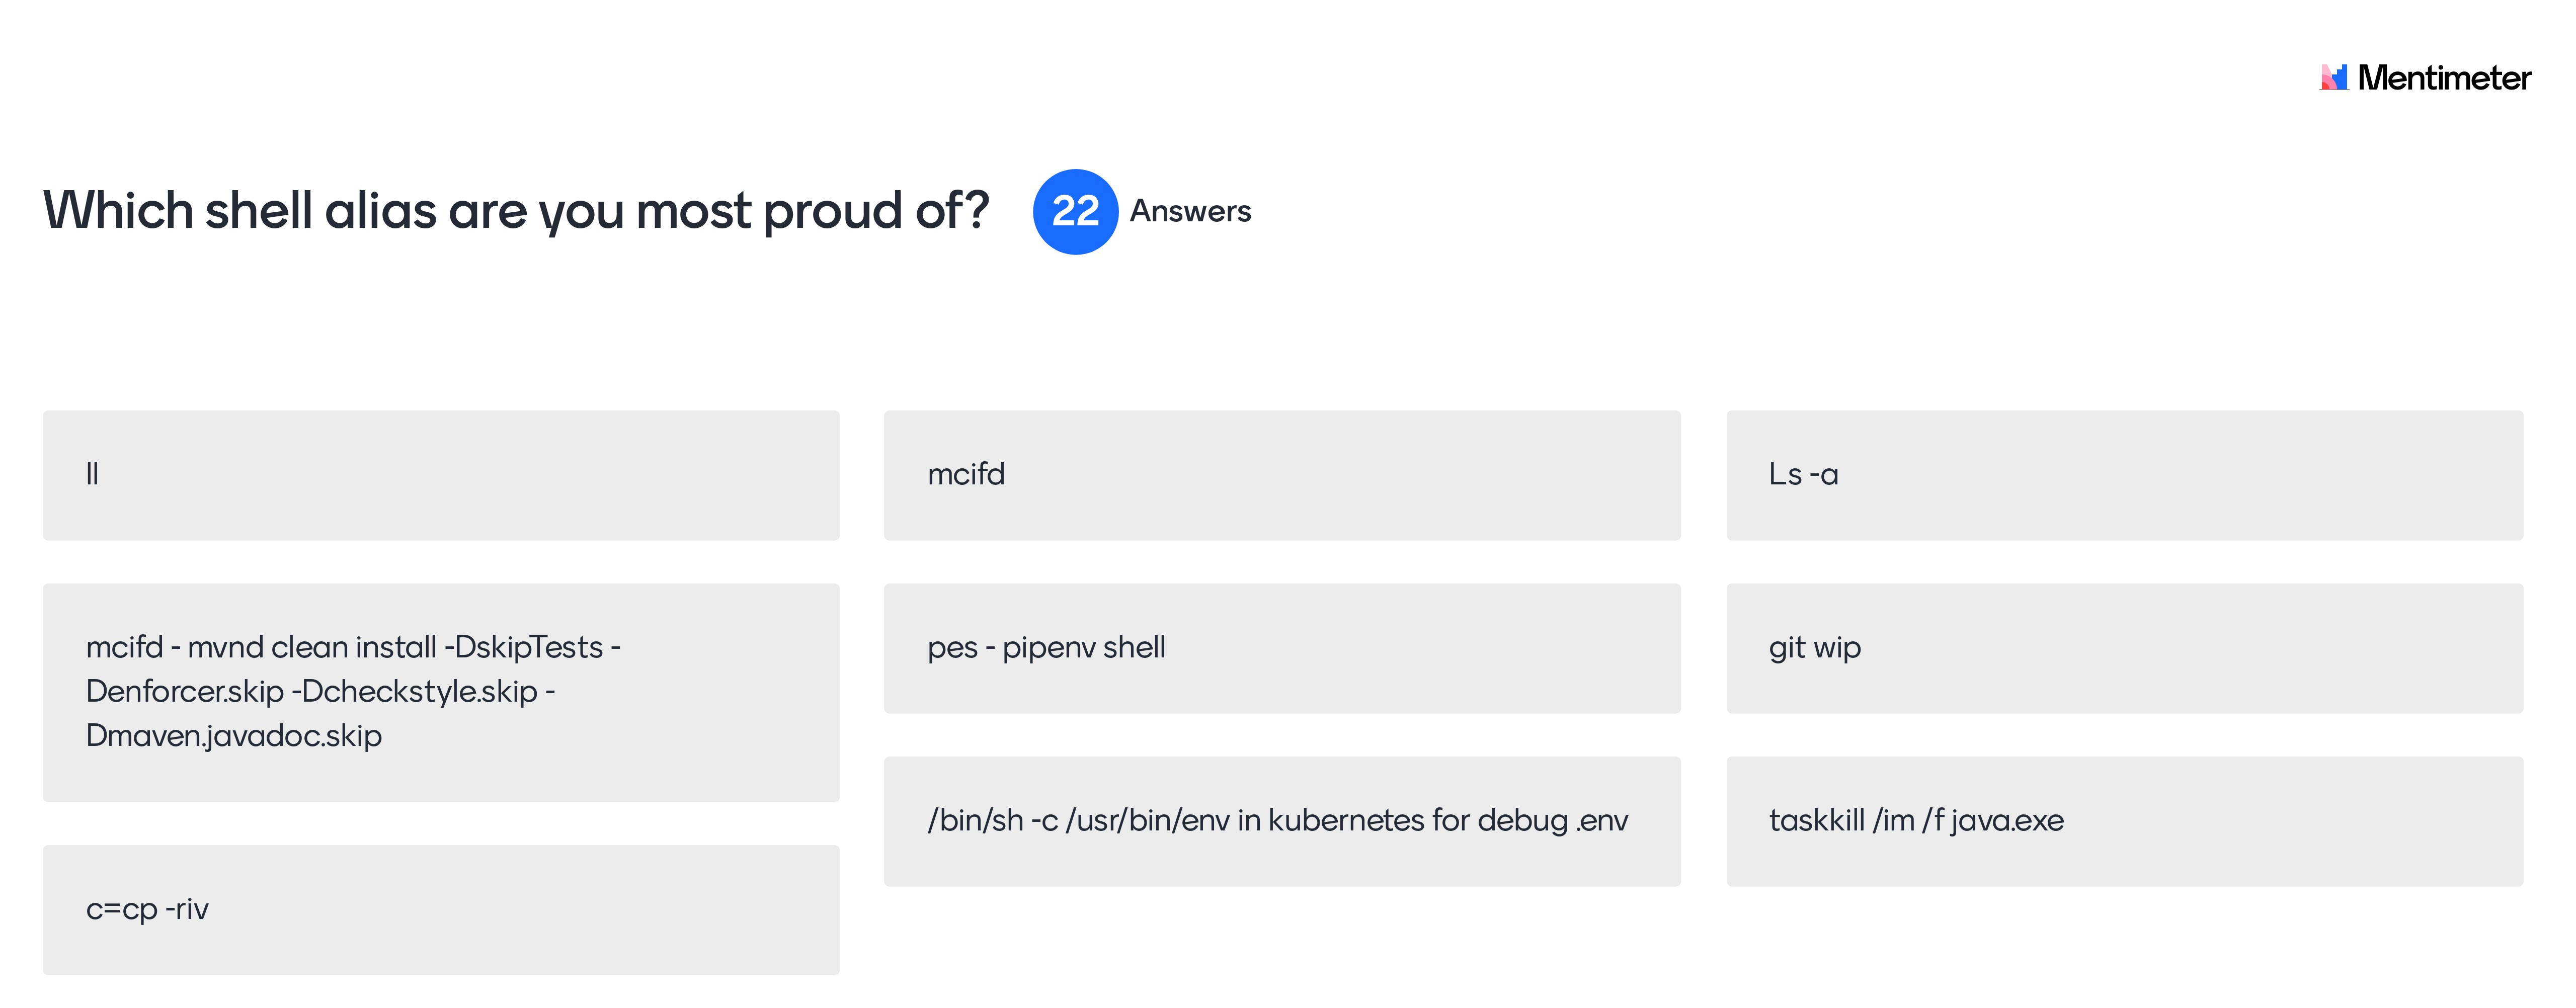 Mentimeter
Which shell alias are you most proud of?
22 Answers
ll
mcifd
Ls -a
mcifd - mvnd clean install -DskipTests -
Denforcer.skip -Dcheckstyle.skip -
Dmaven.javadoc.skip
pes - pipenv shell
git wip
/bin/sh -c /usr/bin/env in kubernetes for debug .env
taskkill /im /f java.exe
c=cp -riv